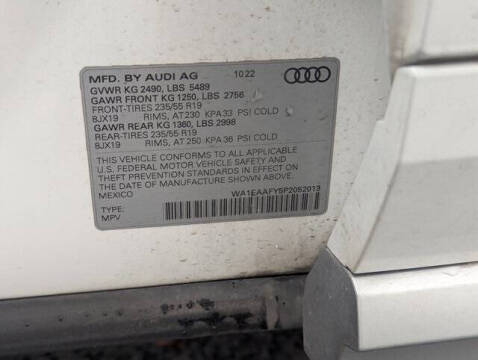 MFD. BY AUDI AG 10 22
GVWR KG 2490, LBS 5489
GAWR FRONT KG 1250, LBS 2756
FRONT-TIRES 235/55 R19
8JX19 RIMS, AT 230 KPA 33 PSI COLD
GAWR REAR KG 1360, LBS 2998
REAR-TIRES 235/55 R19
8JX19 RIMS, AT 250 KPA 36 PSI COLD
THIS VEHICLE CONFORMS TO ALL APPLICABLE
U.S. FEDERAL MOTOR VEHICLE SAFETY AND
THEFT PREVENTION STANDARDS IN EFFECT ON
THE DATE OF MANUFACTURE SHOWN ABOVE.
MEXICO
WA1EAAFY5P2052013
TYPE:
MPV